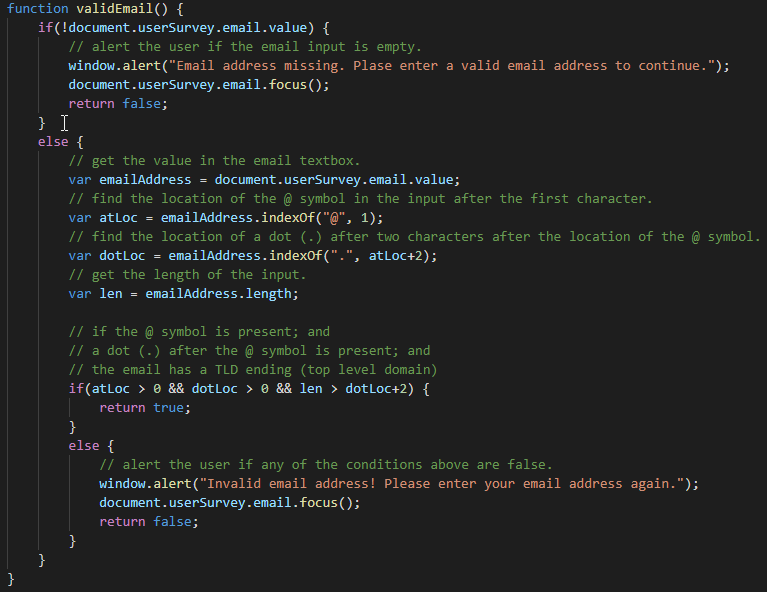 function validEmail() {
    if(!document.userSurvey.email.value) {
        // alert the user if the email input is empty.
        window.alert("Email address missing. Plase enter a valid email address to continue.");
        document.userSurvey.email.focus();
        return false;
    }
    else {
        // get the value in the email textbox.
        var emailAddress = document.userSurvey.email.value;
        // find the location of the @ symbol in the input after the first character.
        var atLoc = emailAddress.indexOf("@", 1);
        // find the location of a dot (.) after two characters after the location of the @ symbol.
        var dotLoc = emailAddress.indexOf(".", atLoc+2);
        // get the length of the input.
        var len = emailAddress.length;

        // if the @ symbol is present; and
        // a dot (.) after the @ symbol is present; and
        // the email has a TLD ending (top level domain)
        if(atLoc > 0 && dotLoc > 0 && len > dotLoc+2) {
            return true;
        }
        else {
            // alert the user if any of the conditions above are false.
            window.alert("Invalid email address! Please enter your email address again.");
            document.userSurvey.email.focus();
            return false;
        }
    }
}